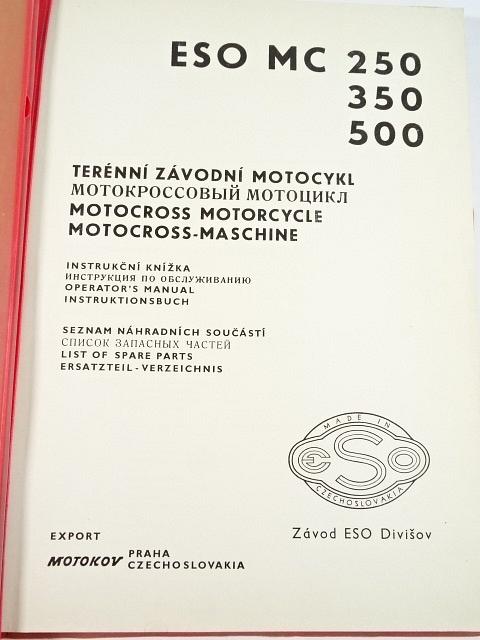 ESO MC 250
350
500
TERÉNNÍ ZÁVODNÍ MOTOCYKL
МОТОКРОССОВЫЙ МОТОЦИКЛ
MOTOCROSS MOTORCYCLE
MOTOCROSS-MASCHINE
INSTRUKČNÍ KNÍŽKA
ИНСТРУКЦИЯ ПО ОБСЛУЖИВАНИЮ
OPERATOR'S MANUAL
INSTRUKTIONSBUCH
SEZNAM NÁHRADNÍCH SOUČÁSTÍ
СПИСОК ЗАПАСНЫХ ЧАСТЕЙ
LIST OF SPARE PARTS
ERSATZTEIL-VERZEICHNIS
MADE IN
ESO
CZECHOSLOVAKIA
Závod ESO Divišov
EXPORT
MOTOKOV PRAHA
CZECHOSLOVAKIA